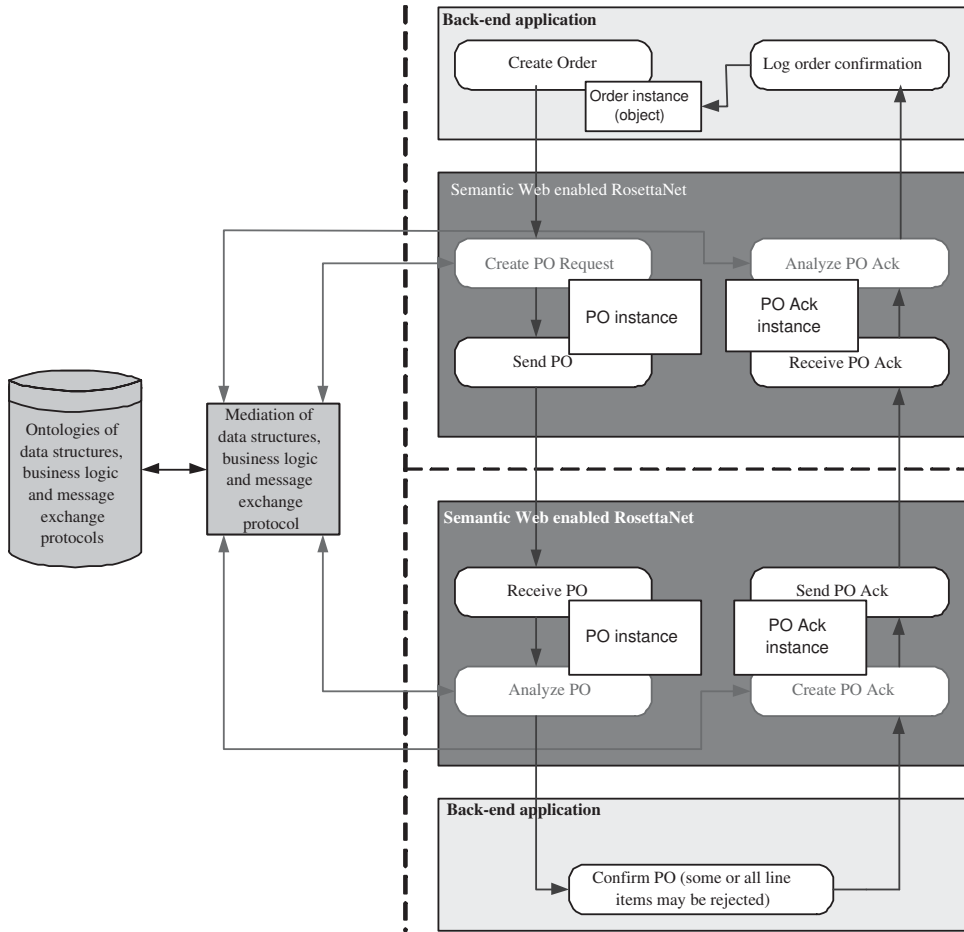 Back-end application
Create Order
Log order confirmation
Order instance
(object)
Semantic Web enabled RosettaNet
Create PO Request
Analyze PO Ack
PO instance
PO Ack
instance
Send PO
Receive PO Ack
Ontologies of
data structures,
business logic
and message
exchange
protocols
Mediation of
data structures,
business logic
and message
exchange
protocol
Semantic Web enabled RosettaNet
Receive PO
Send PO Ack
PO instance
PO Ack
instance
Analyze PO
Create PO Ack
Back-end application
Confirm PO (some or all line
items may be rejected)